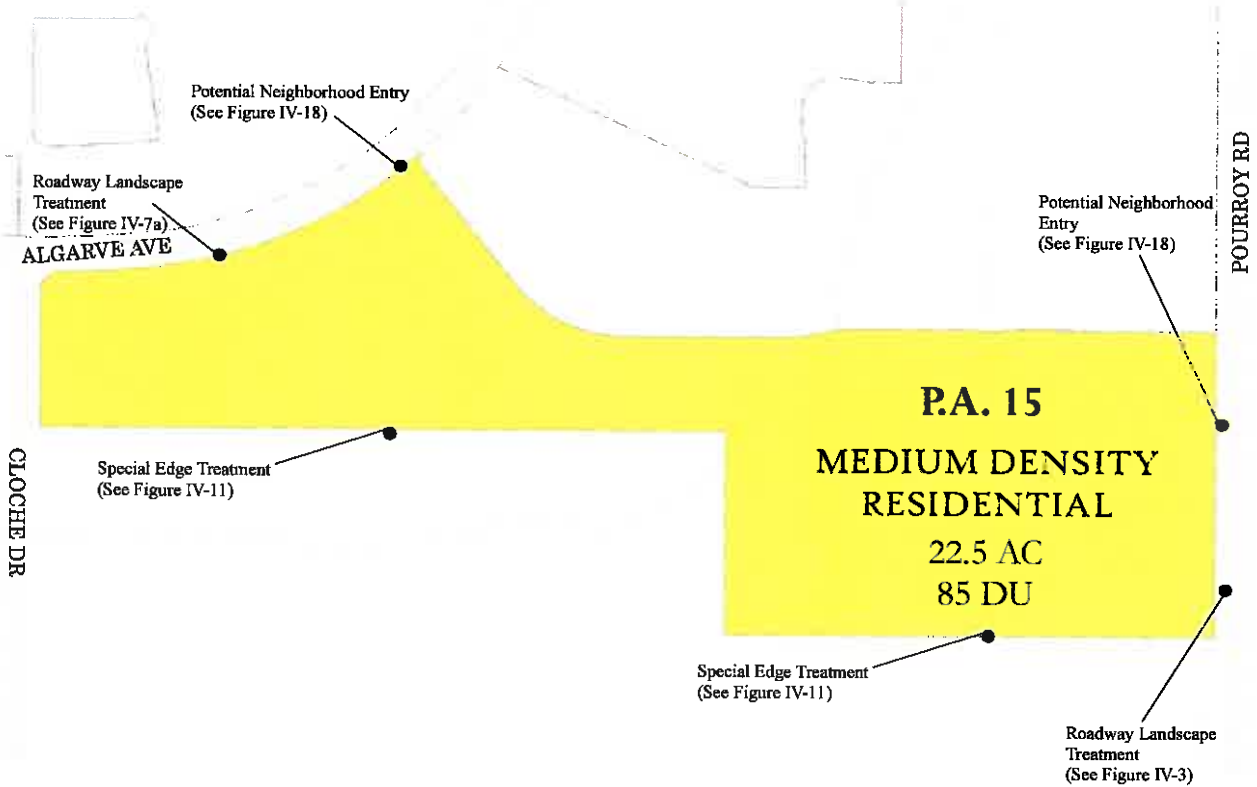 Potential Neighborhood Entry
(See Figure IV-18)
Roadway Landscape
Treatment
(See Figure IV-7a)
ALGARVE AVE
POURROY RD
Potential Neighborhood
Entry
(See Figure IV-18)
P.A. 15
MEDIUM DENSITY
RESIDENTIAL
22.5 AC
85 DU
CLOCHE DR
Special Edge Treatment
(See Figure IV-11)
Special Edge Treatment
(See Figure IV-11)
Roadway Landscape
Treatment
(See Figure IV-3)